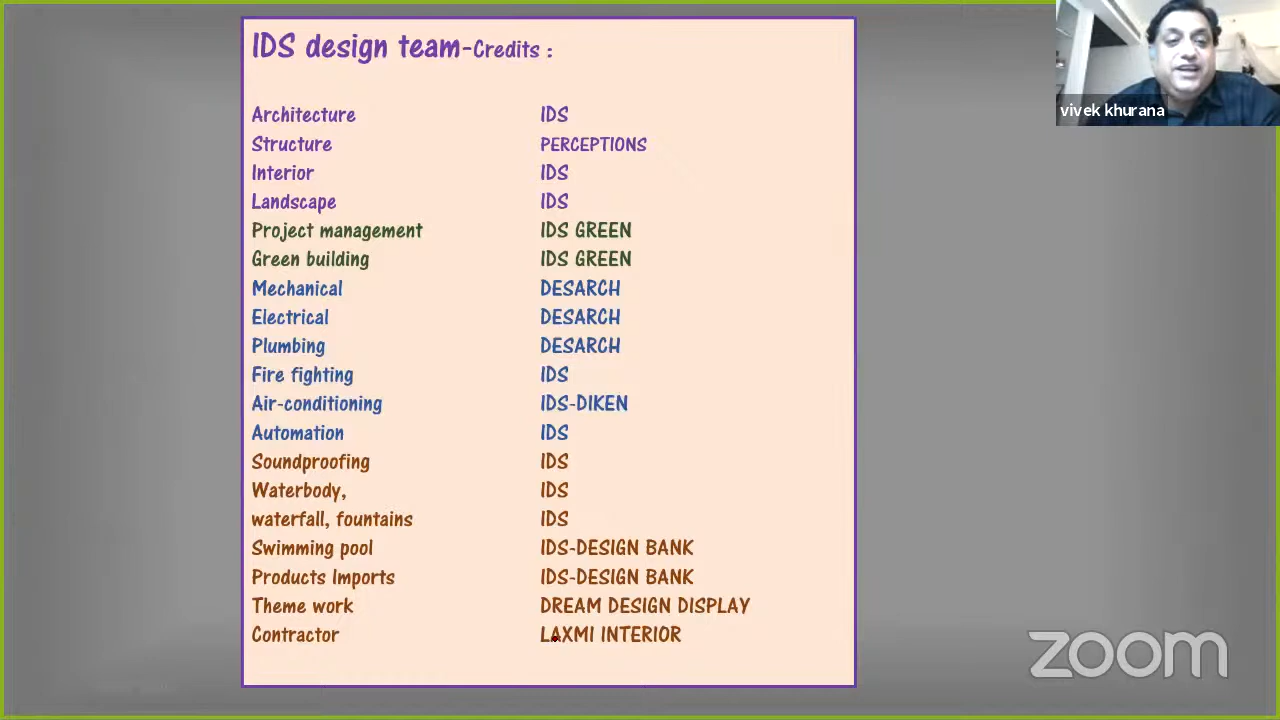 IDS design team-Credits :
Architecture IDS
Structure PERCEPTIONS
Interior IDS
Landscape IDS
Project management IDS GREEN
Green building IDS GREEN
Mechanical DESARCH
Electrical DESARCH
Plumbing DESARCH
Fire fighting IDS
Air-conditioning IDS-DIKEN
Automation IDS
Soundproofing IDS
Waterbody, IDS
waterfall, fountains IDS
Swimming pool IDS-DESIGN BANK
Products Imports IDS-DESIGN BANK
Theme work DREAM DESIGN DISPLAY
Contractor LAXMI INTERIOR
vivek khurana
zoom